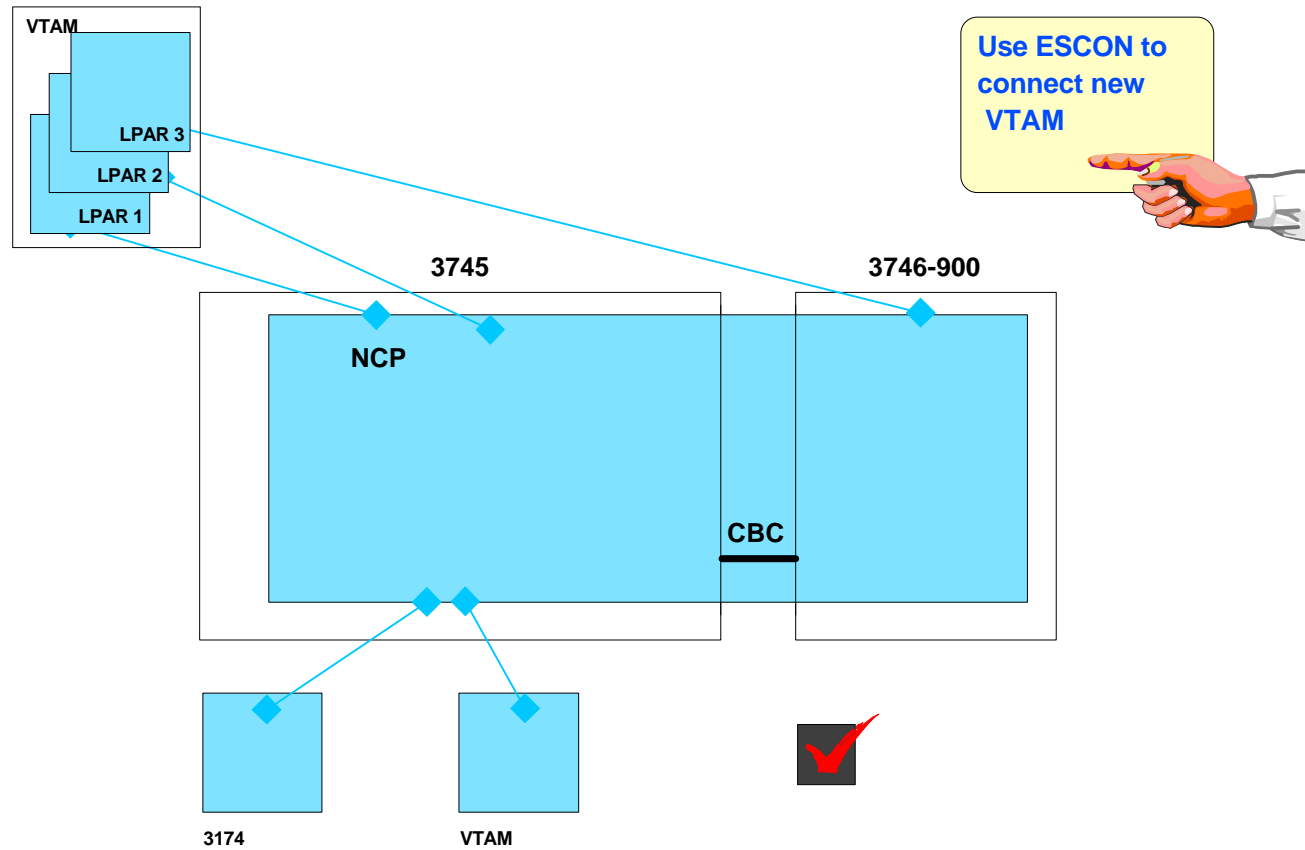 VTAM
LPAR 3
LPAR 2
LPAR 1
Use ESCON to
connect new
VTAM
3745
3746-900
NCP
CBC
3174
VTAM